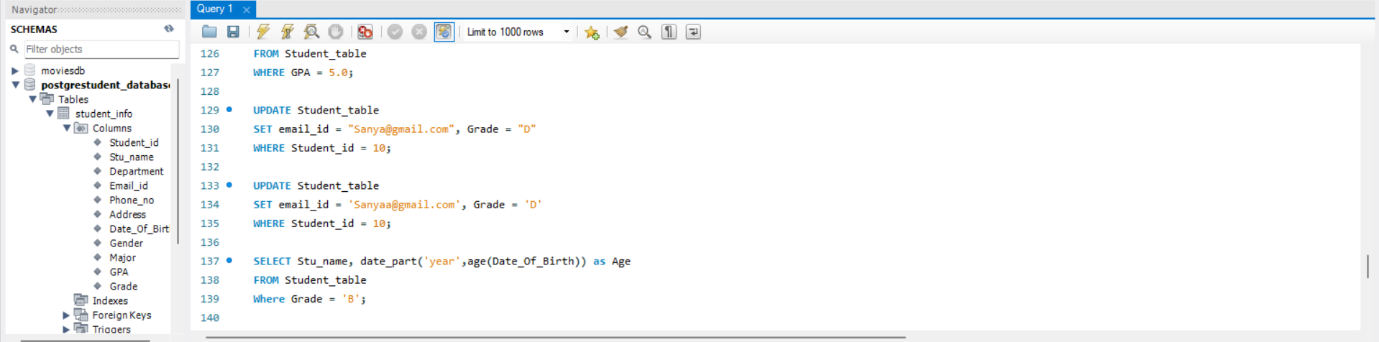 Navigator
SCHEMAS
Filter objects
moviesdb
postgrestudent_databas
Tables
student_info
Columns
Student_id
Stu_name
Department
Email_id
Phone_no
Address
Date_Of_Birt
Gender
Major
GPA
Grade
Indexes
Foreign Keys
Triggers
Query 1
Limit to 1000 rows
126 FROM Student_table
127 WHERE GPA = 5.0;
128
129 UPDATE Student_table
130 SET email_id = "Sanya@gmail.com", Grade = "D"
131 WHERE Student_id = 10;
132
133 UPDATE Student_table
134 SET email_id = 'Sanyaa@gmail.com', Grade = 'D'
135 WHERE Student_id = 10;
136
137 SELECT Stu_name, date_part('year',age(Date_Of_Birth)) as Age
138 FROM Student_table
139 Where Grade = 'B';
140